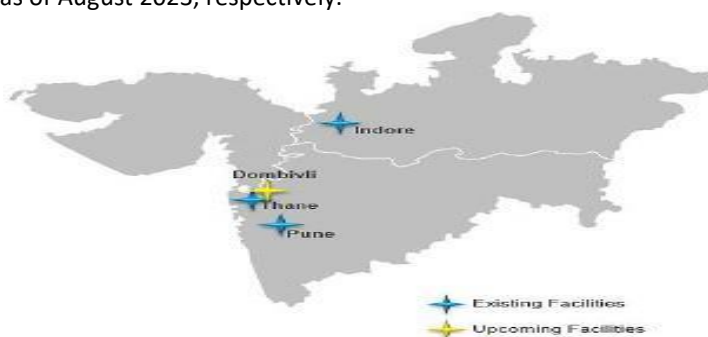 as of August 2023, respectively.
Indore
Dombivli
Thane
Pune
Existing Facilities
Upcoming Facilities